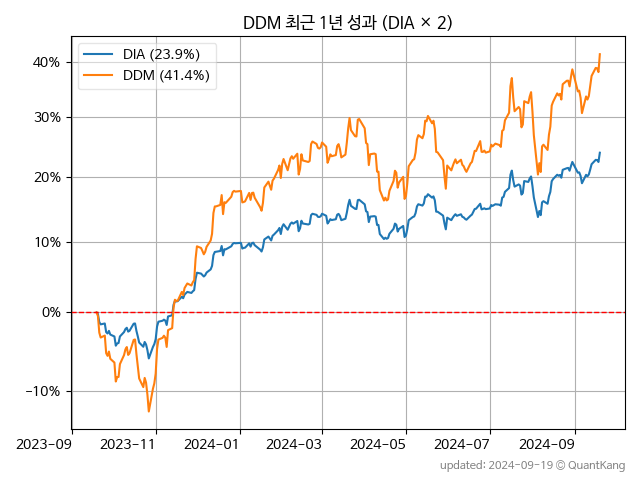 DDM 최근 1년 성과 (DIA × 2)
DIA (23.9%)
DDM (41.4%)
40%
30%
20%
10%
0%
−10%
2023-09 2023-11 2024-01 2024-03 2024-05 2024-07 2024-09
updated: 2024-09-19 © QuantKang